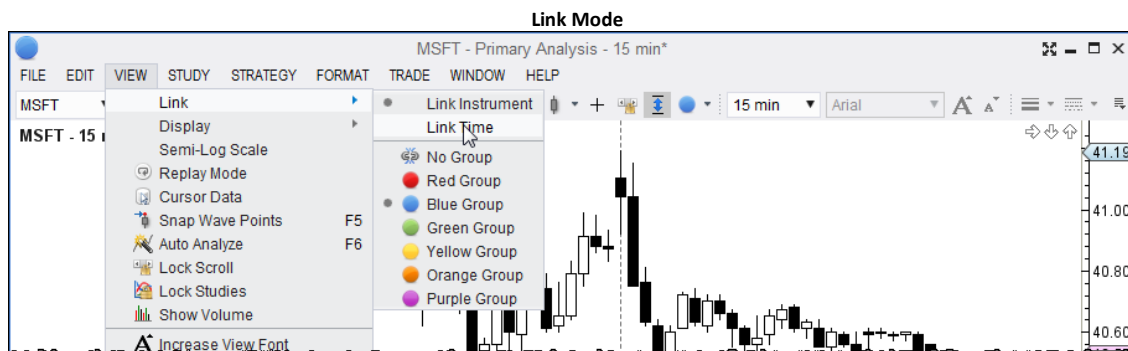 Link Mode
MSFT - Primary Analysis - 15 min*
FILE EDIT VIEW STUDY STRATEGY FORMAT TRADE WINDOW HELP
MSFT
15 min Arial A A
MSFT - 15
Link
Display
Semi-Log Scale
Replay Mode
Cursor Data
Snap Wave Points F5
Auto Analyze F6
Lock Scroll
Lock Studies
Show Volume
Increase View Font
Link Instrument
Link Time
No Group
Red Group
Blue Group
Green Group
Yellow Group
Orange Group
Purple Group
41.19
41.00
40.80
40.60